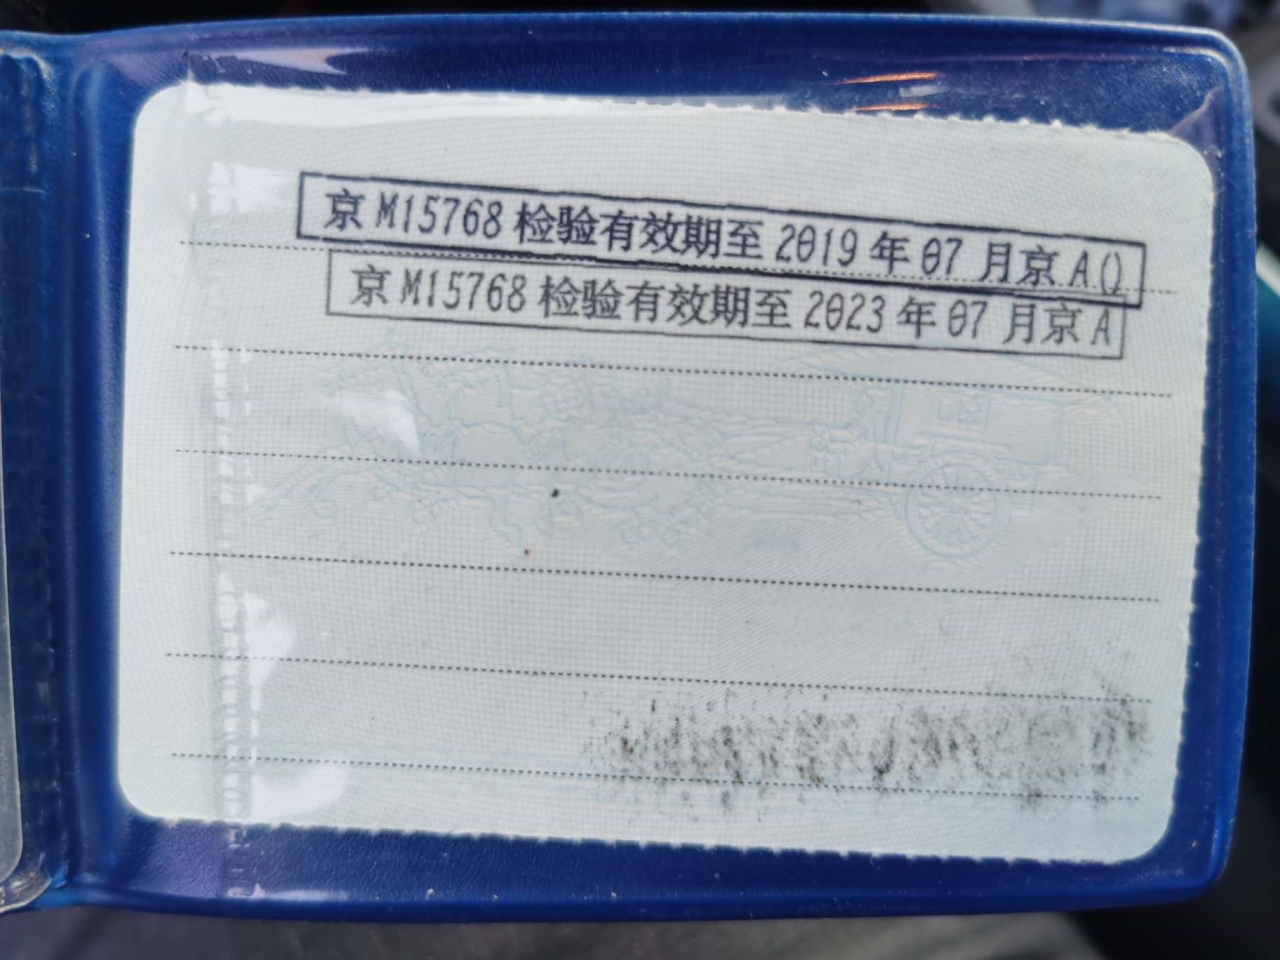 京 M15768 检验有效期至 2019 年 07 月京 A()
京 M15768 检验有效期至 2023 年 07 月京 A